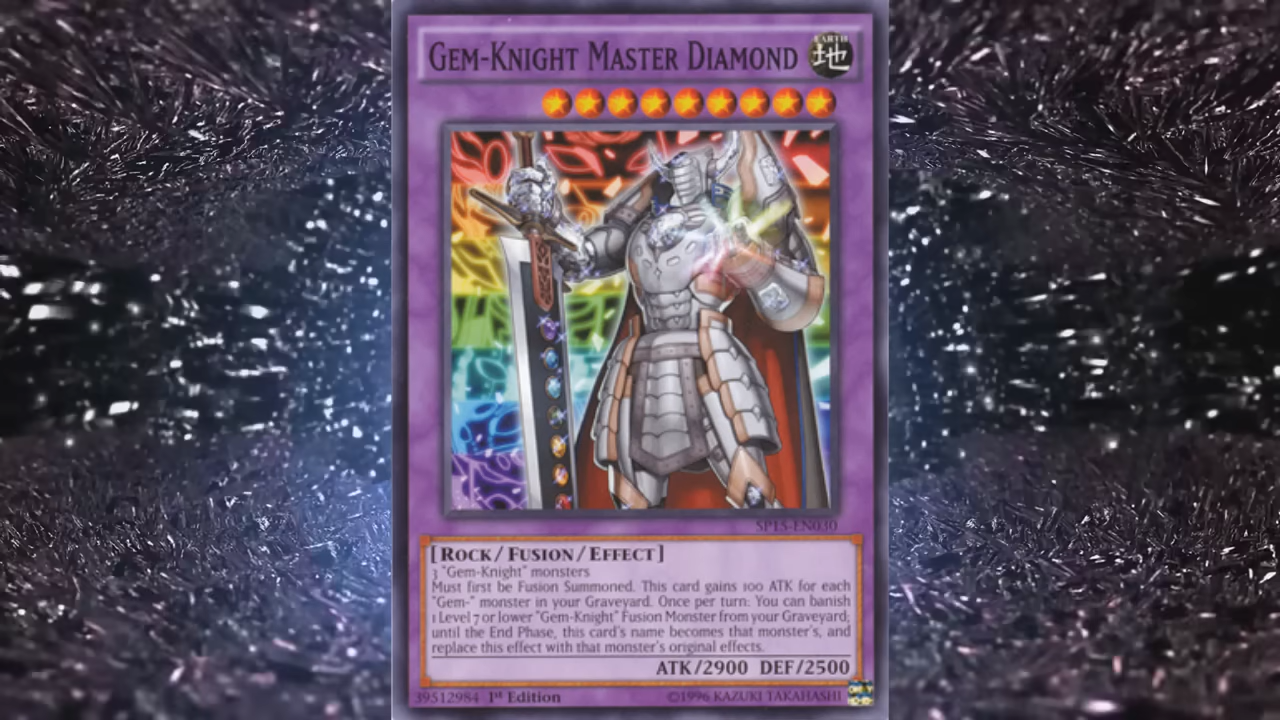 Gem-Knight Master Diamond
EARTH
地
SP15-EN030
[Rock / Fusion / Effect]
3 "Gem-Knight" monsters
Must first be Fusion Summoned. This card gains 100 ATK for each
"Gem-" monster in your Graveyard. Once per turn: You can banish
1 Level 7 or lower "Gem-Knight" Fusion Monster from your Graveyard;
until the End Phase, this card's name becomes that monster's, and
replace this effect with that monster's original effects.
ATK/2900 DEF/2500
39512984 1st Edition ©1996 KAZUKI TAKAHASHI